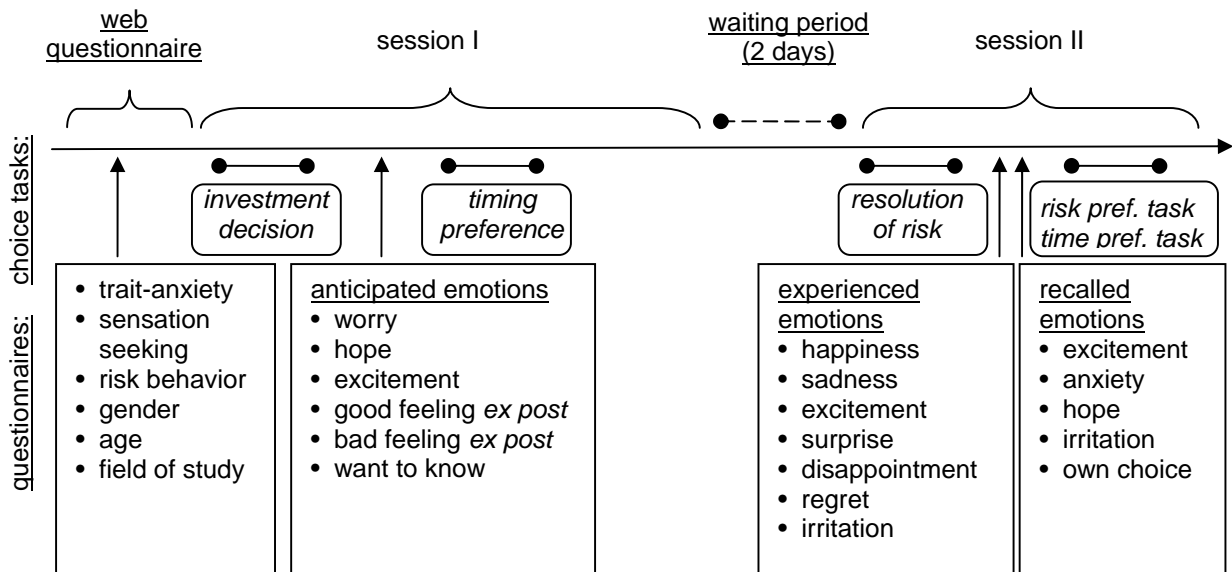 web
questionnaire
session I
waiting period
(2 days)
session II
choice tasks:
investment
decision
timing
preference
resolution
of risk
risk pref. task
time pref. task
questionnaires:
• trait-anxiety
• sensation
seeking
• risk behavior
• gender
• age
• field of study
anticipated emotions
• worry
• hope
• excitement
• good feeling ex post
• bad feeling ex post
• want to know
experienced
emotions
• happiness
• sadness
• excitement
• surprise
• disappointment
• regret
• irritation
recalled
emotions
• excitement
• anxiety
• hope
• irritation
• own choice